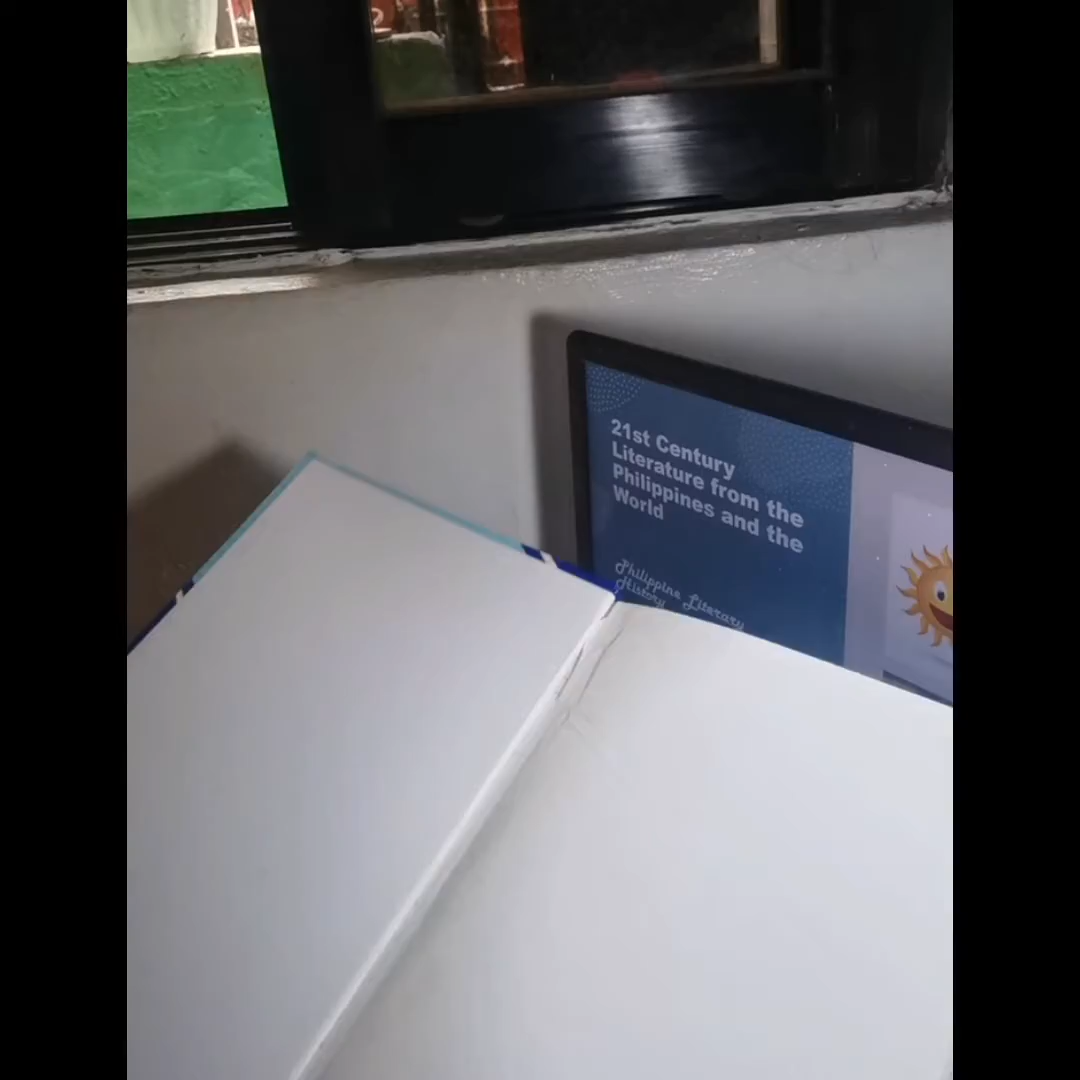 21st Century
Literature from the
Philippines and the
World
Philippine Literary
History